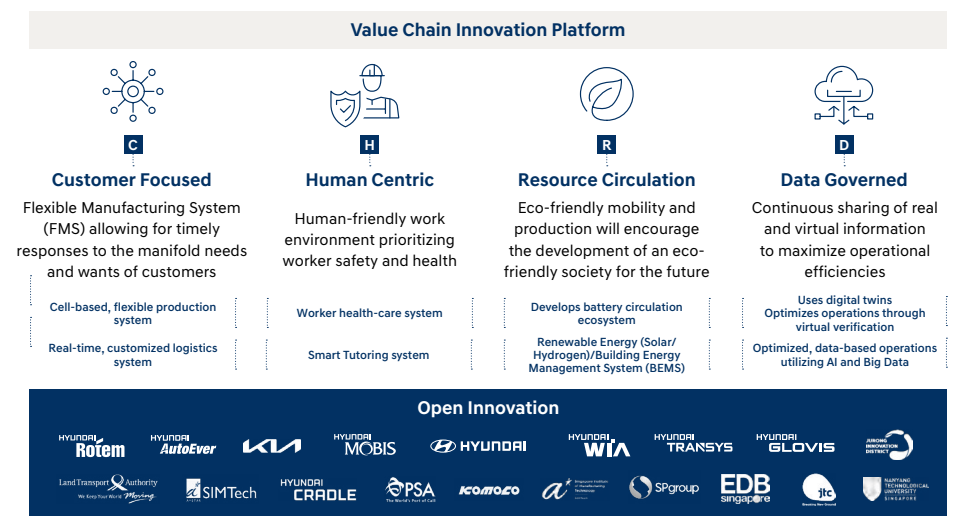 Value Chain Innovation Platform
C
Customer Focused
Flexible Manufacturing System
(FMS) allowing for timely
responses to the manifold needs
and wants of customers
Cell-based, flexible production
system
Real-time, customized logistics
system
H
Human Centric
Human-friendly work
environment prioritizing
worker safety and health
Worker health-care system
Smart Tutoring system
R
Resource Circulation
Eco-friendly mobility and
production will encourage
the development of an eco-
friendly society for the future
Develops battery circulation
ecosystem
Renewable Energy (Solar/
Hydrogen)/Building Energy
Management System (BEMS)
D
Data Governed
Continuous sharing of real
and virtual information
to maximize operational
efficiencies
Uses digital twins
Optimizes operations through
virtual verification
Optimized, data-based operations
utilizing AI and Big Data
Open Innovation
HYUNDAI
Rotem
HYUNDAI
AutoEver
KIA
HYUNDAI
MOBIS
HYUNDAI
HYUNDAI
WIA
HYUNDAI
TRANSYS
HYUNDAI
GLOVIS
JURONG
INNOVATION
DISTRICT
Land Transport Authority
We Keep Your World Moving
SIMTech
HYUNDAI
CRADLE
PSA
The World's Port of Call
KOMOCO
Singapore Institute
of Manufacturing
Technology
SPgroup
EDB
singapore
jtc
NANYANG
TECHNOLOGICAL
UNIVERSITY
SINGAPORE